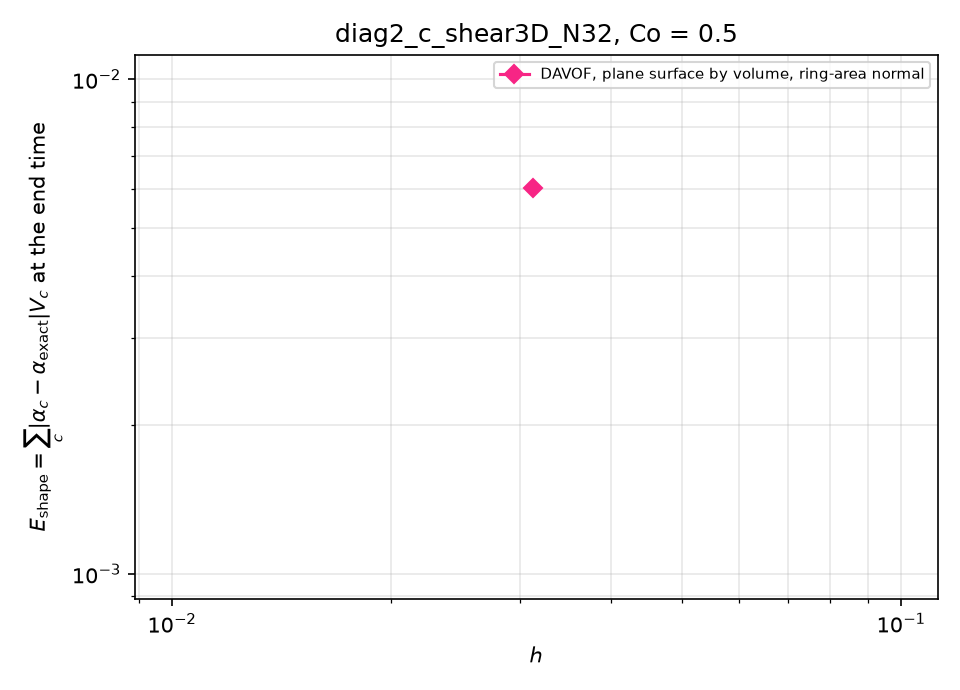 diag2_c_shear3D_N32, Co = 0.5
DAVOF, plane surface by volume, ring-area normal
E_shape = ∑_c |α_c − α_exact|V_c at the end time
10⁻²
10⁻³
10⁻²
10⁻¹
h